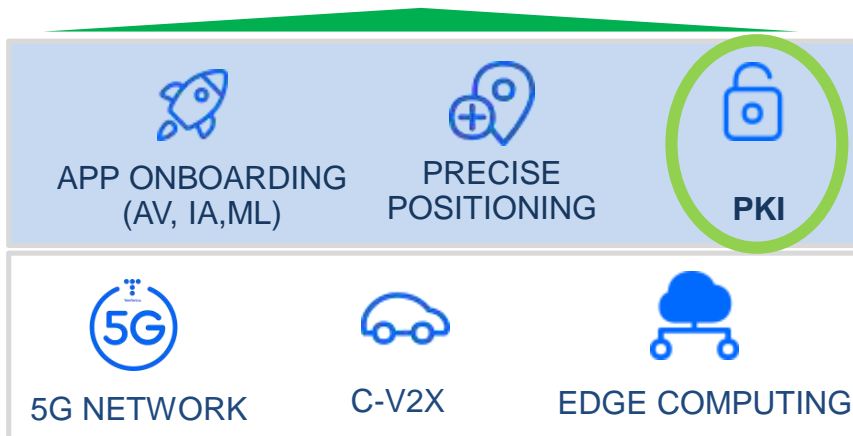 APP ONBOARDING
(AV, IA,ML)
PRECISE
POSITIONING
PKI
5G
5G NETWORK
C-V2X
EDGE COMPUTING